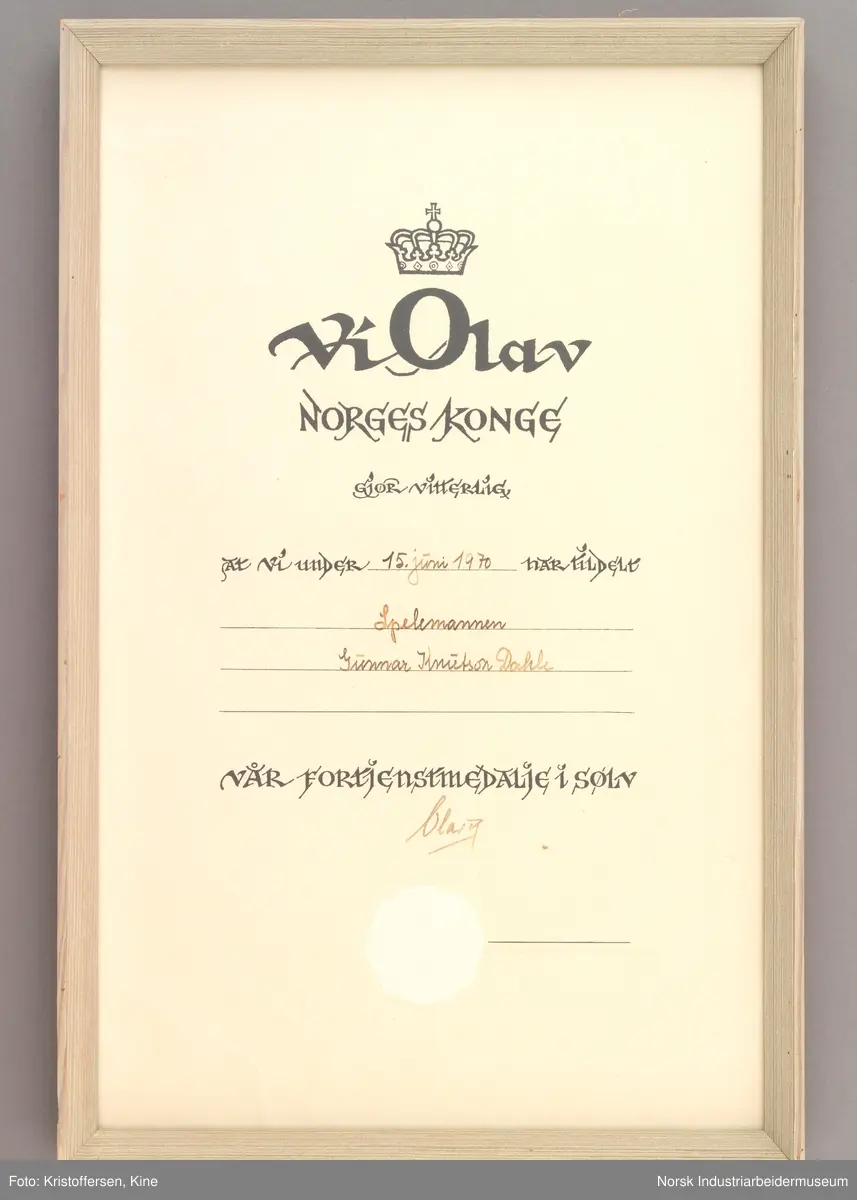 Vi Olav
NORGES KONGE
gjør vitterlig,
at vi under 15. juni 1970 har tildelt
Spelemannen
Gunnar Knutson Dahle
vår fortjenstmedalje i sølv
Olav R
Foto: Kristoffersen, Kine
Norsk Industriarbeidermuseum